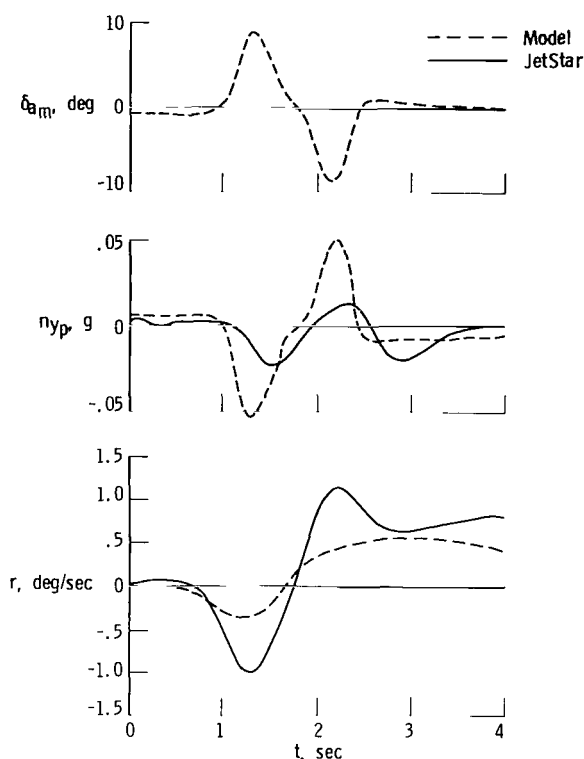 10
Model
JetStar
δam, deg
0
-10
.05
nyp, g
0
-.05
1.5
1.0
.5
r, deg/sec
0
-.5
-1.0
-1.5
0 1 2 3 4
t, sec